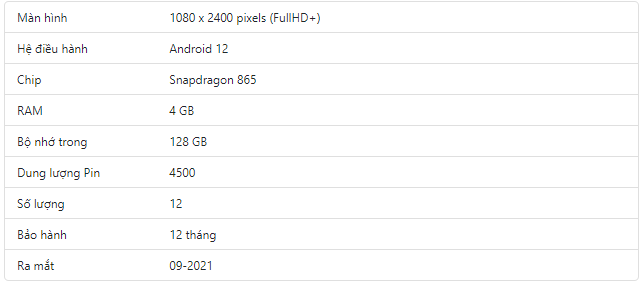 Màn hình 1080 x 2400 pixels (FullHD+)
Hệ điều hành Android 12
Chip Snapdragon 865
RAM 4 GB
Bộ nhớ trong 128 GB
Dung lượng Pin 4500
Số lượng 12
Bảo hành 12 tháng
Ra mắt 09-2021